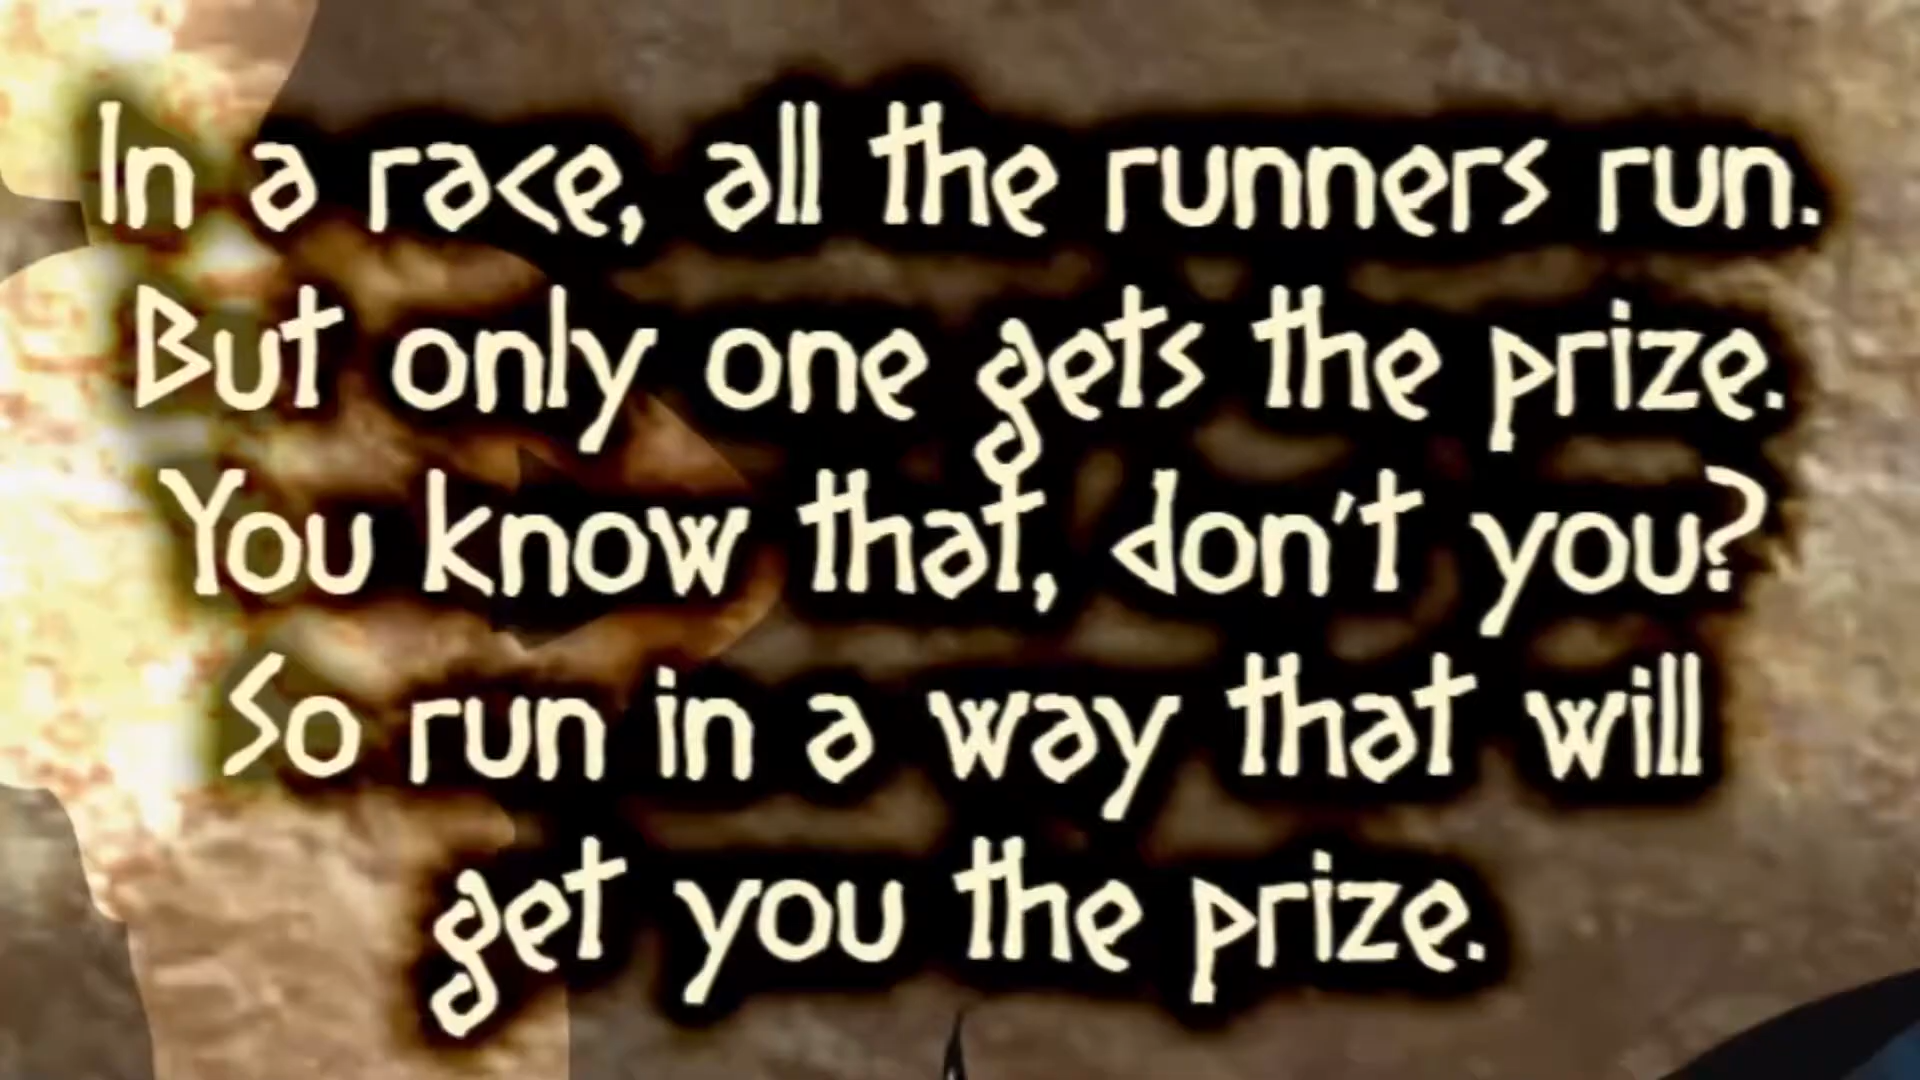 In a race, all the runners run.
But only one gets the prize.
You know that, don't you?
So run in a way that will
get you the prize.